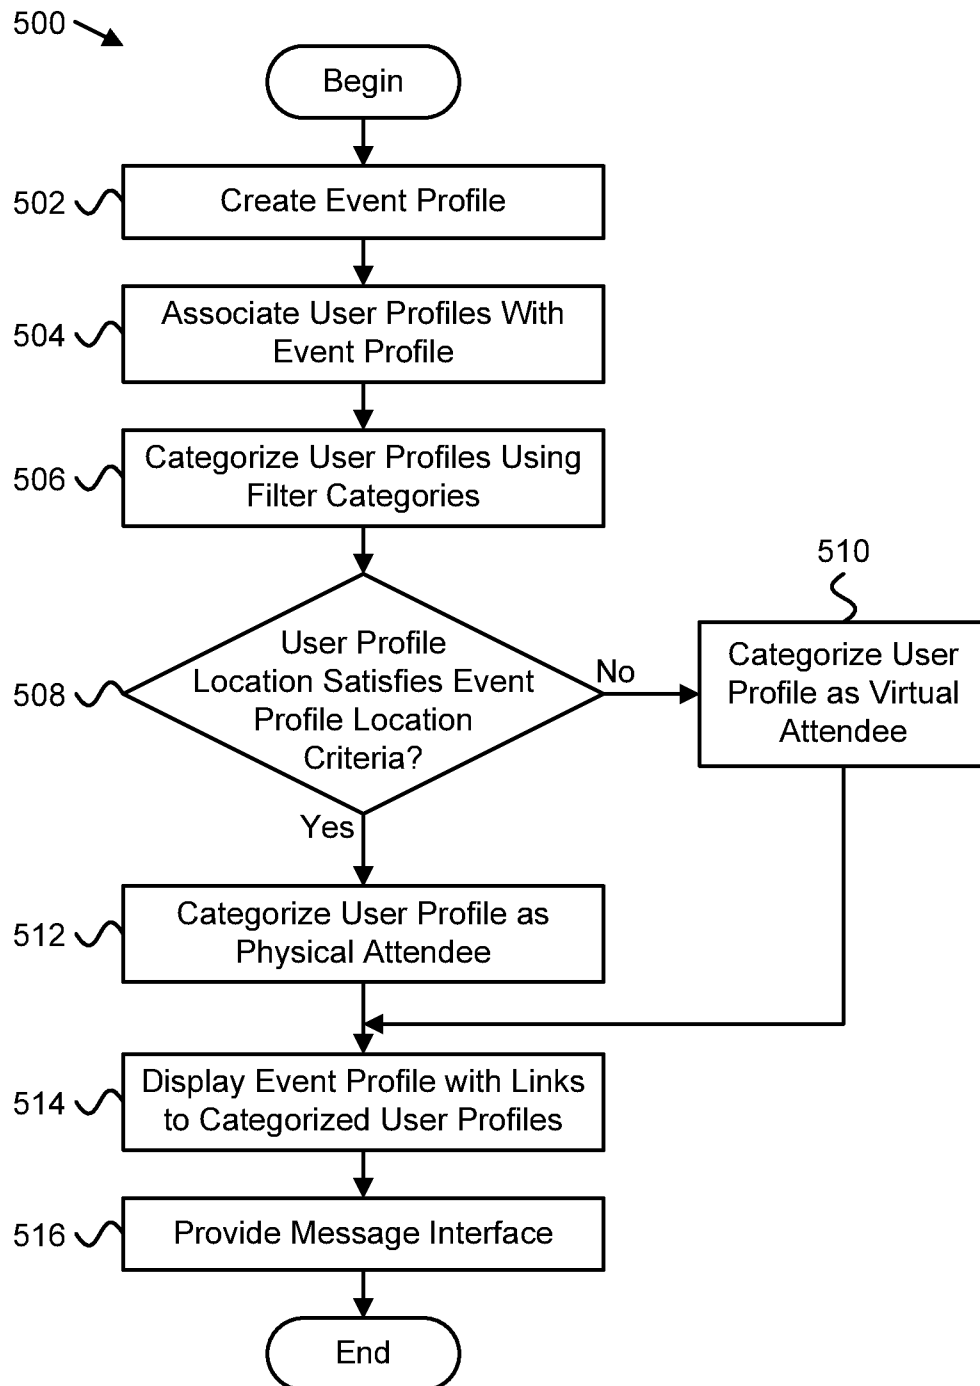 500
Begin
502
Create Event Profile
504
Associate User Profiles With
Event Profile
506
Categorize User Profiles Using
Filter Categories
508
User Profile
Location Satisfies Event
Profile Location
Criteria?
No
510
Categorize User
Profile as Virtual
Attendee
Yes
512
Categorize User Profile as
Physical Attendee
514
Display Event Profile with Links
to Categorized User Profiles
516
Provide Message Interface
End